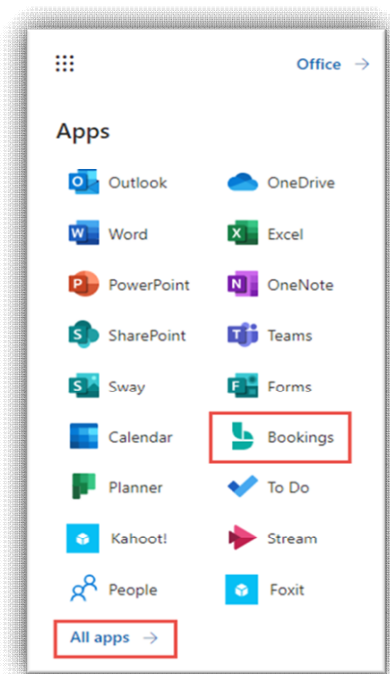 Office →
Apps
Outlook OneDrive
Word Excel
PowerPoint OneNote
SharePoint Teams
Sway Forms
Calendar Bookings
Planner To Do
Kahoot! Stream
People Foxit
All apps →